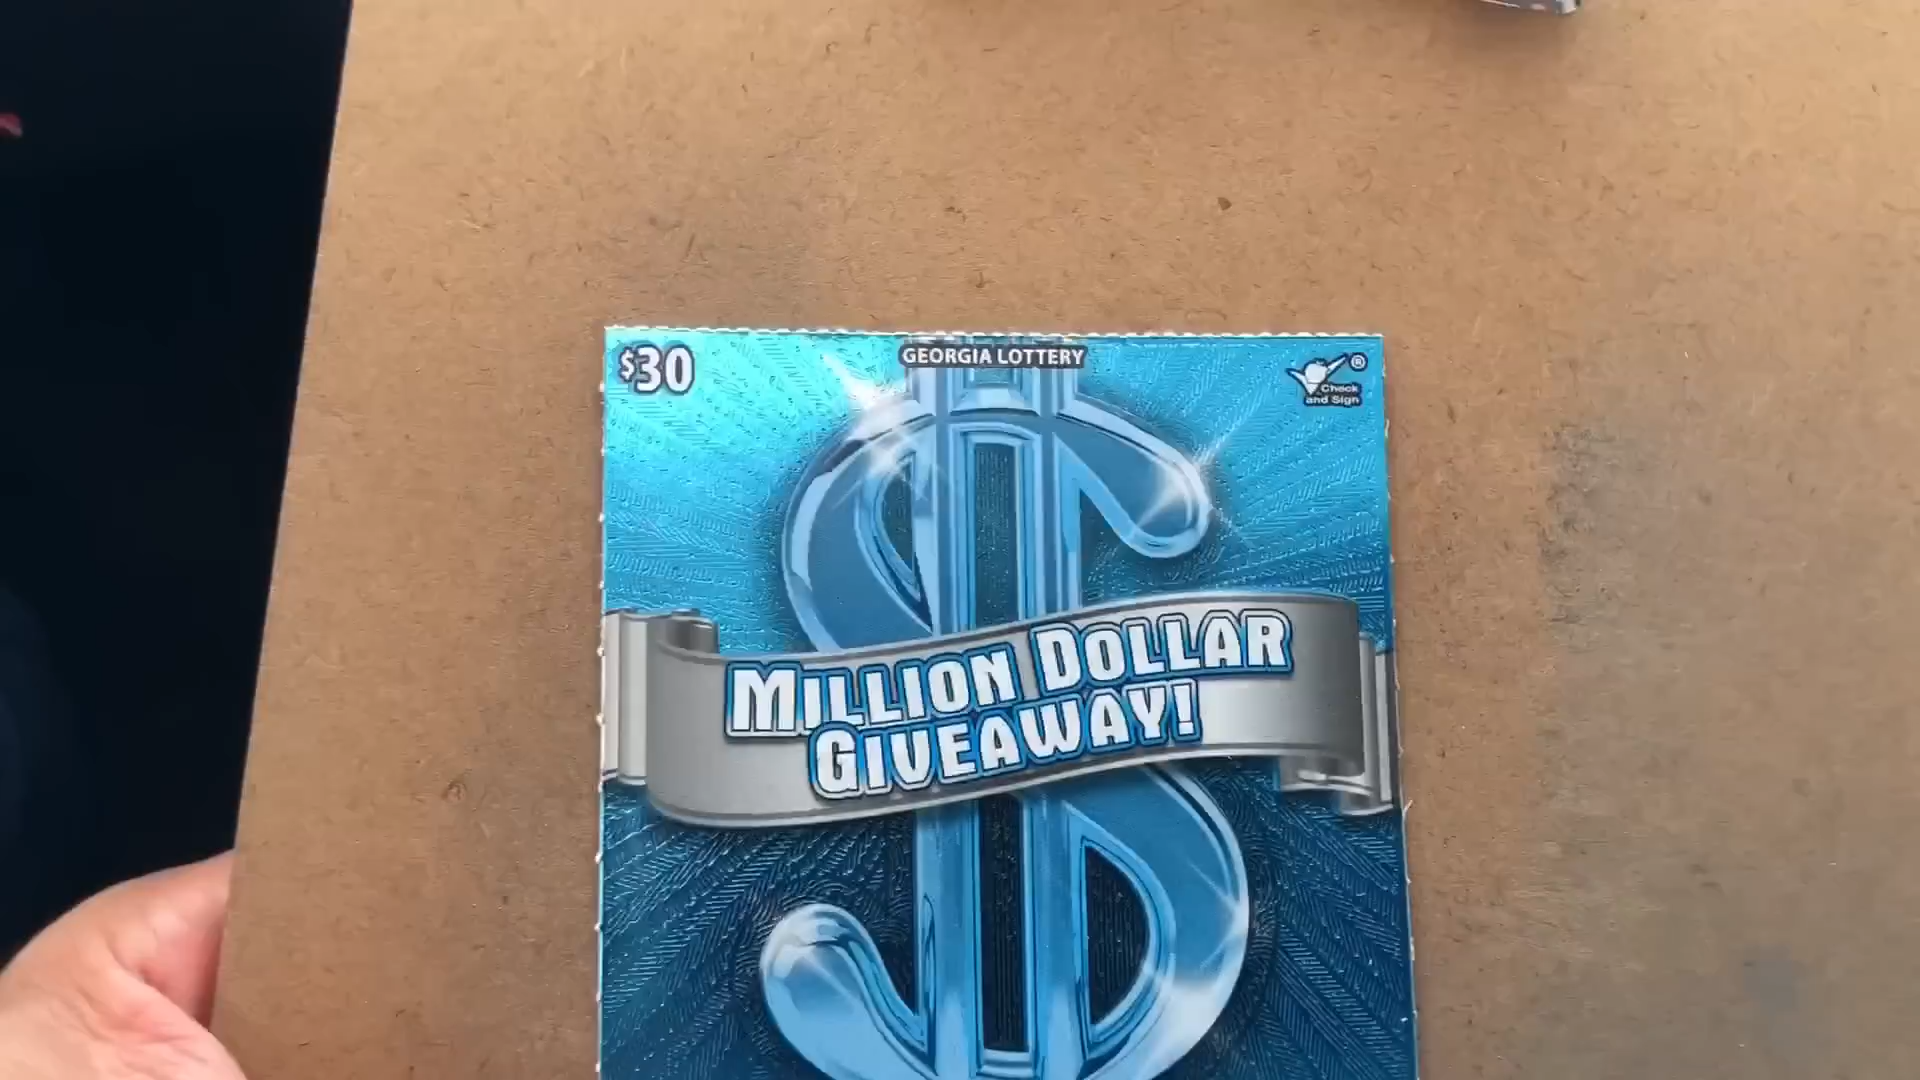 $30
GEORGIA LOTTERY
®
Check
and Sign
MILLION DOLLAR
GIVEAWAY!